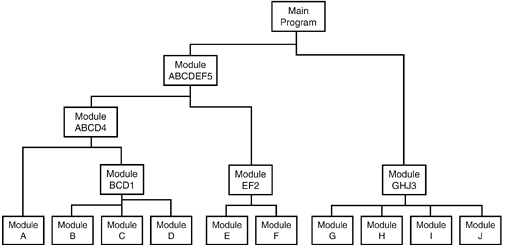 Main
Program
Module
ABCDEF5
Module
ABCD4
Module
BCD1
Module
EF2
Module
GHJ3
Module
A
Module
B
Module
C
Module
D
Module
E
Module
F
Module
G
Module
H
Module
I
Module
J